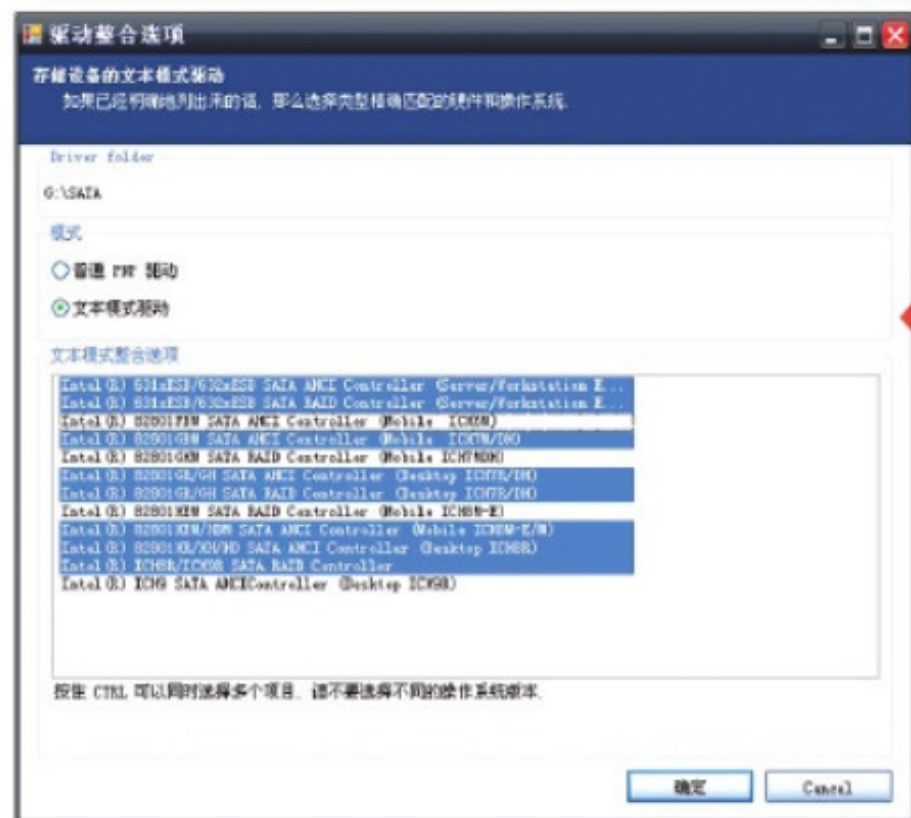 驱动整合选项
存储设备的文本模式驱动
如果已经明确地列出来的话, 那么选择类型精确匹配的硬件和操作系统.
Driver folder
G:\SATA
模式
普通 PNP 驱动
文本模式驱动
文本模式整合选项
Intel(R) 631xESB/632xESB SATA AHCI Controller (Server/Workstation E...
Intel(R) 631xESB/632xESB SATA RAID Controller (Server/Workstation E...
Intel(R) 82801FBM SATA AHCI Controller (Mobile ICH6M)
Intel(R) 82801GBM SATA AHCI Controller (Mobile ICH7M/DH)
Intel(R) 82801GHM SATA RAID Controller (Mobile ICH7MDH)
Intel(R) 82801GR/GH SATA AHCI Controller (Desktop ICH7R/DH)
Intel(R) 82801GR/GH SATA RAID Controller (Desktop ICH7R/DH)
Intel(R) 82801HEM SATA RAID Controller (Mobile ICH8M-E)
Intel(R) 82801HEM/HBM SATA AHCI Controller (Mobile ICH8M-E/M)
Intel(R) 82801HR/HH/HO SATA AHCI Controller (Desktop ICH8R)
Intel(R) ICH8R/ICH9R SATA RAID Controller
Intel(R) ICH9 SATA AHCIController (Desktop ICH9R)
按住 CTRL 可以同时选择多个项目. 请不要选择不同的操作系统版本.
确定
Cancel